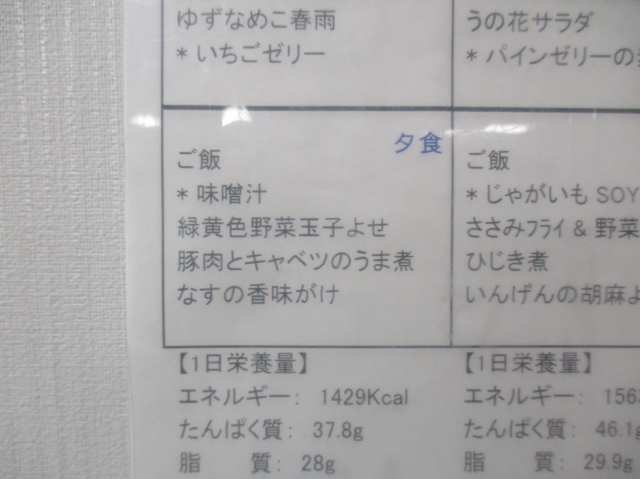 ゆずなめこ春雨
* いちごゼリー
うの花サラダ
* パインゼリーの
夕食
ご飯
* 味噌汁
緑黄色野菜玉子よせ
豚肉とキャベツのうま煮
なすの香味がけ
ご飯
* じゃがいも SOY
ささみフライ & 野菜
ひじき煮
いんげんの胡麻よ
【1日栄養量】
エネルギー： 1429Kcal
たんぱく質： 37.8g
脂　　質： 28g
【1日栄養量】
エネルギー： 156
たんぱく質： 46.1g
脂　　質： 29.9g